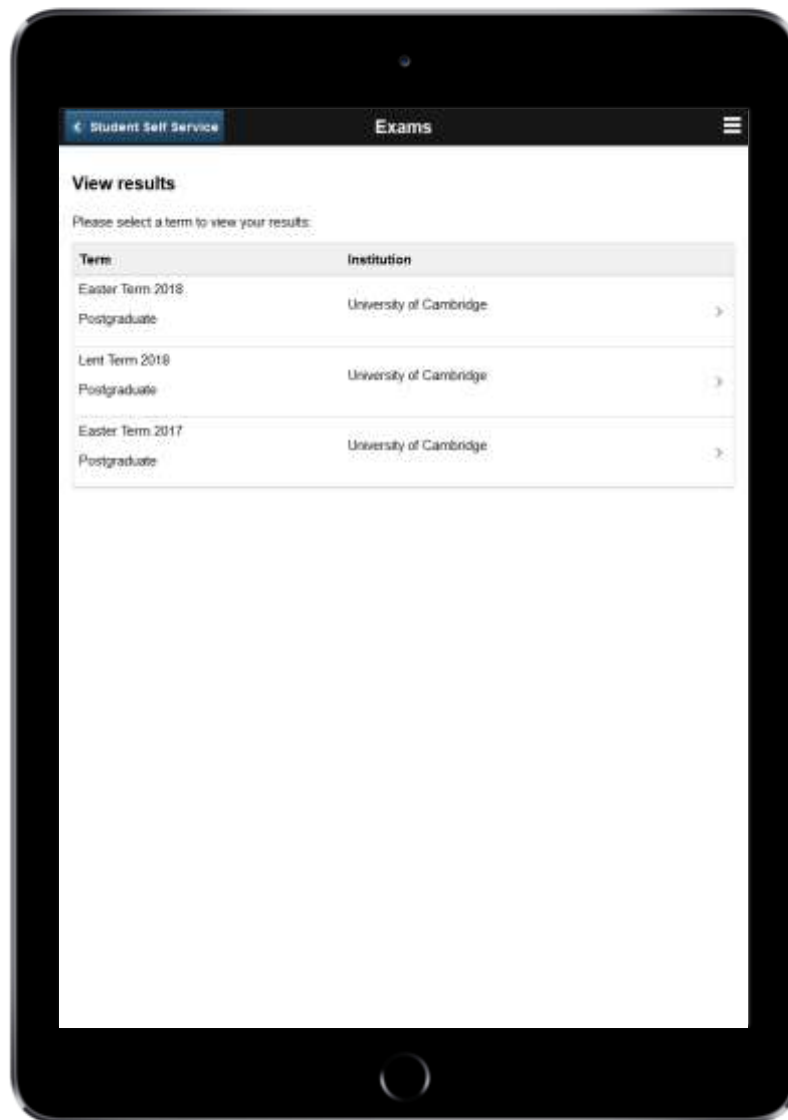 Student Self Service
Exams
View results
Please select a term to view your results:
Term Institution
Easter Term 2018
University of Cambridge
Postgraduate
Lent Term 2018
University of Cambridge
Postgraduate
Easter Term 2017
University of Cambridge
Postgraduate